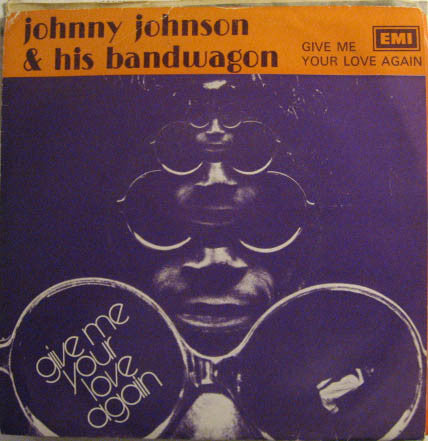 johnny johnson
& his bandwagon
GIVE ME
YOUR LOVE AGAIN
EMI
give me
your
love
again